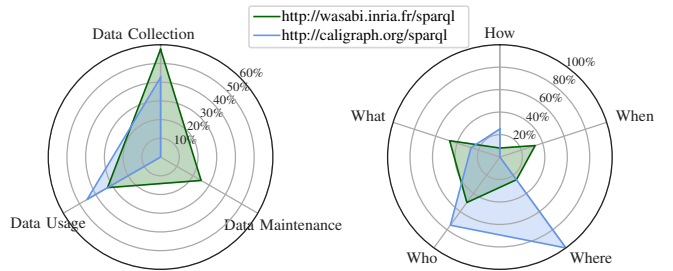 http://wasabi.inria.fr/sparql
http://caligraph.org/sparql
Data Collection
60%
50%
40%
30%
20%
10%
Data Usage
Data Maintenance
How
100%
80%
60%
40%
20%
What
When
Who
Where